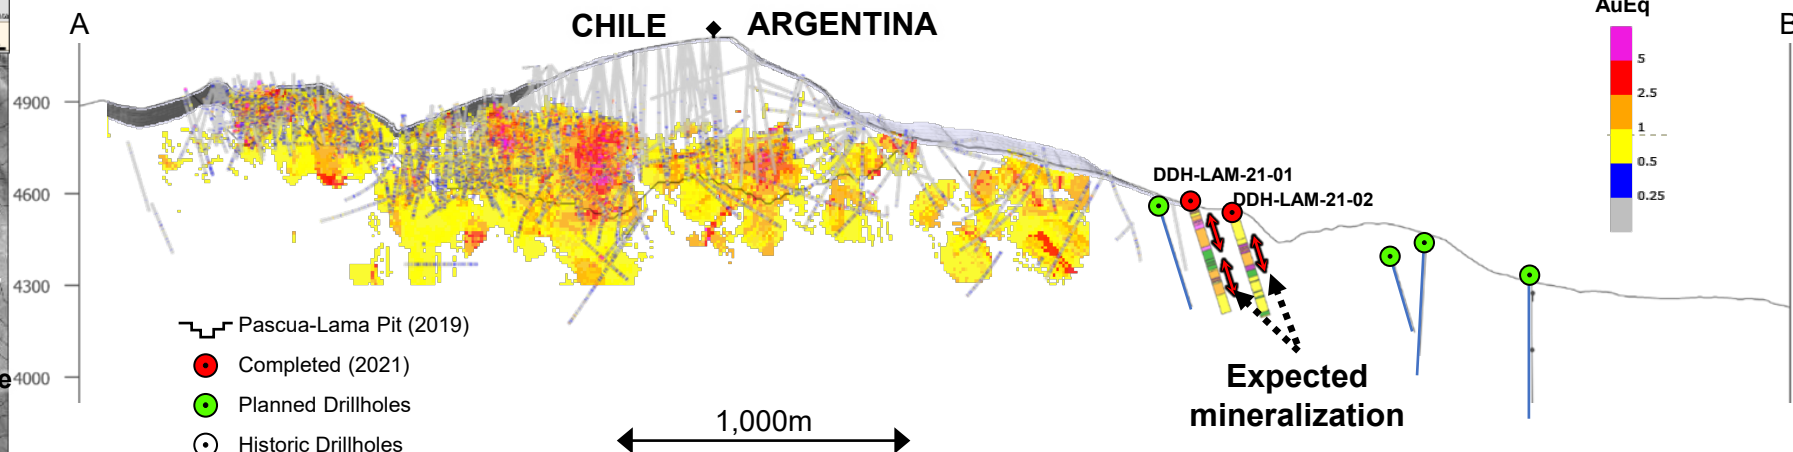 AuEq
A
CHILE
ARGENTINA
B
5
2.5
1
0.5
0.25
4900
4600
4300
4000
e
DDH-LAM-21-01
DDH-LAM-21-02
Pascua-Lama Pit (2019)
Completed (2021)
Planned Drillholes
Historic Drillholes
1,000m
Expected
mineralization